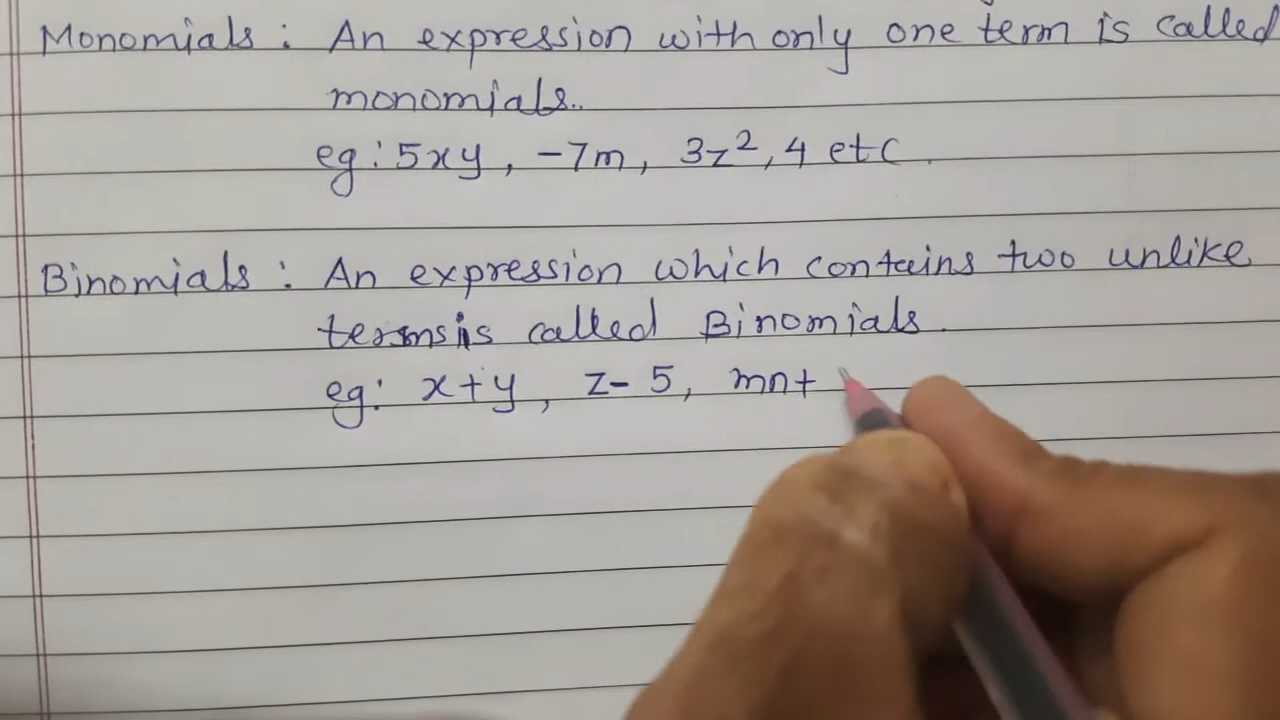 Monomials : An expression with only one term is called
monomials..
eg : 5xy , -7m , 3z², 4 etc .
Binomials : An expression which contains two unlike
terms is called Binomials .
eg: x+y , z- 5, mn+